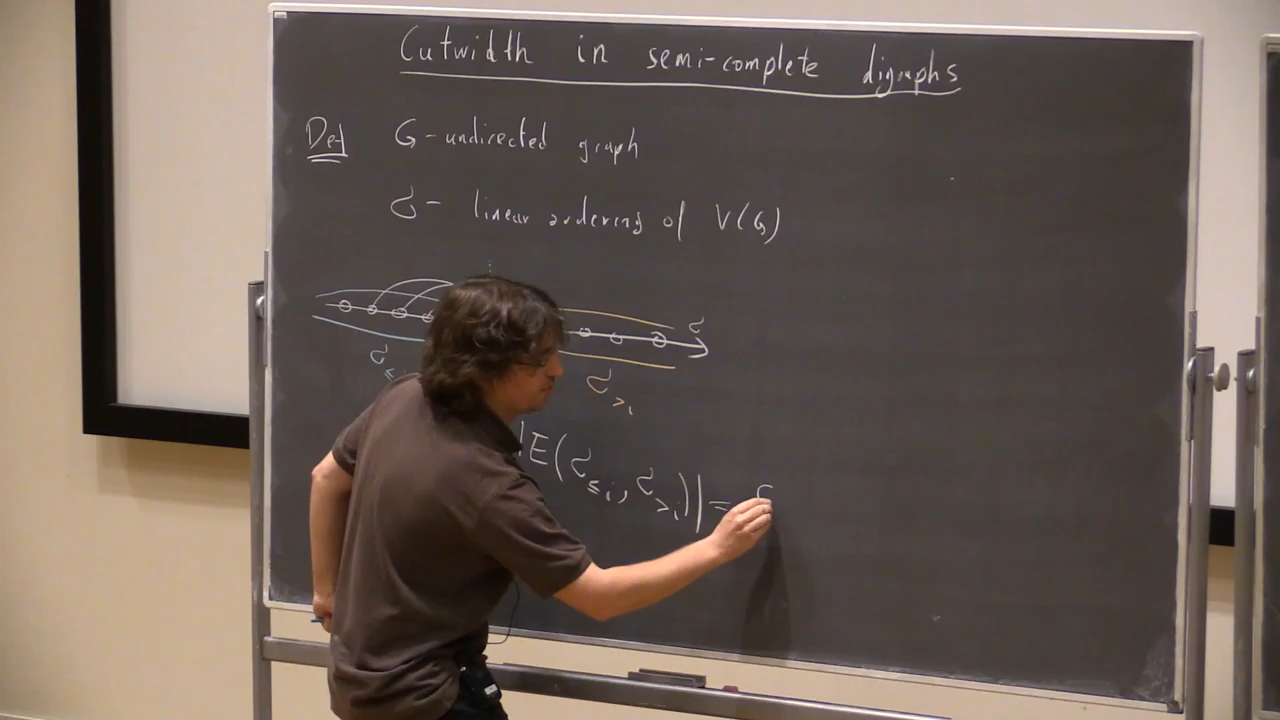 Cutwidth in semi-complete digraphs
Def G - undirected graph
σ - linear ordering of V(G)
σ
σ≤ σ>i
|E(σ≤i, σ>i)| =